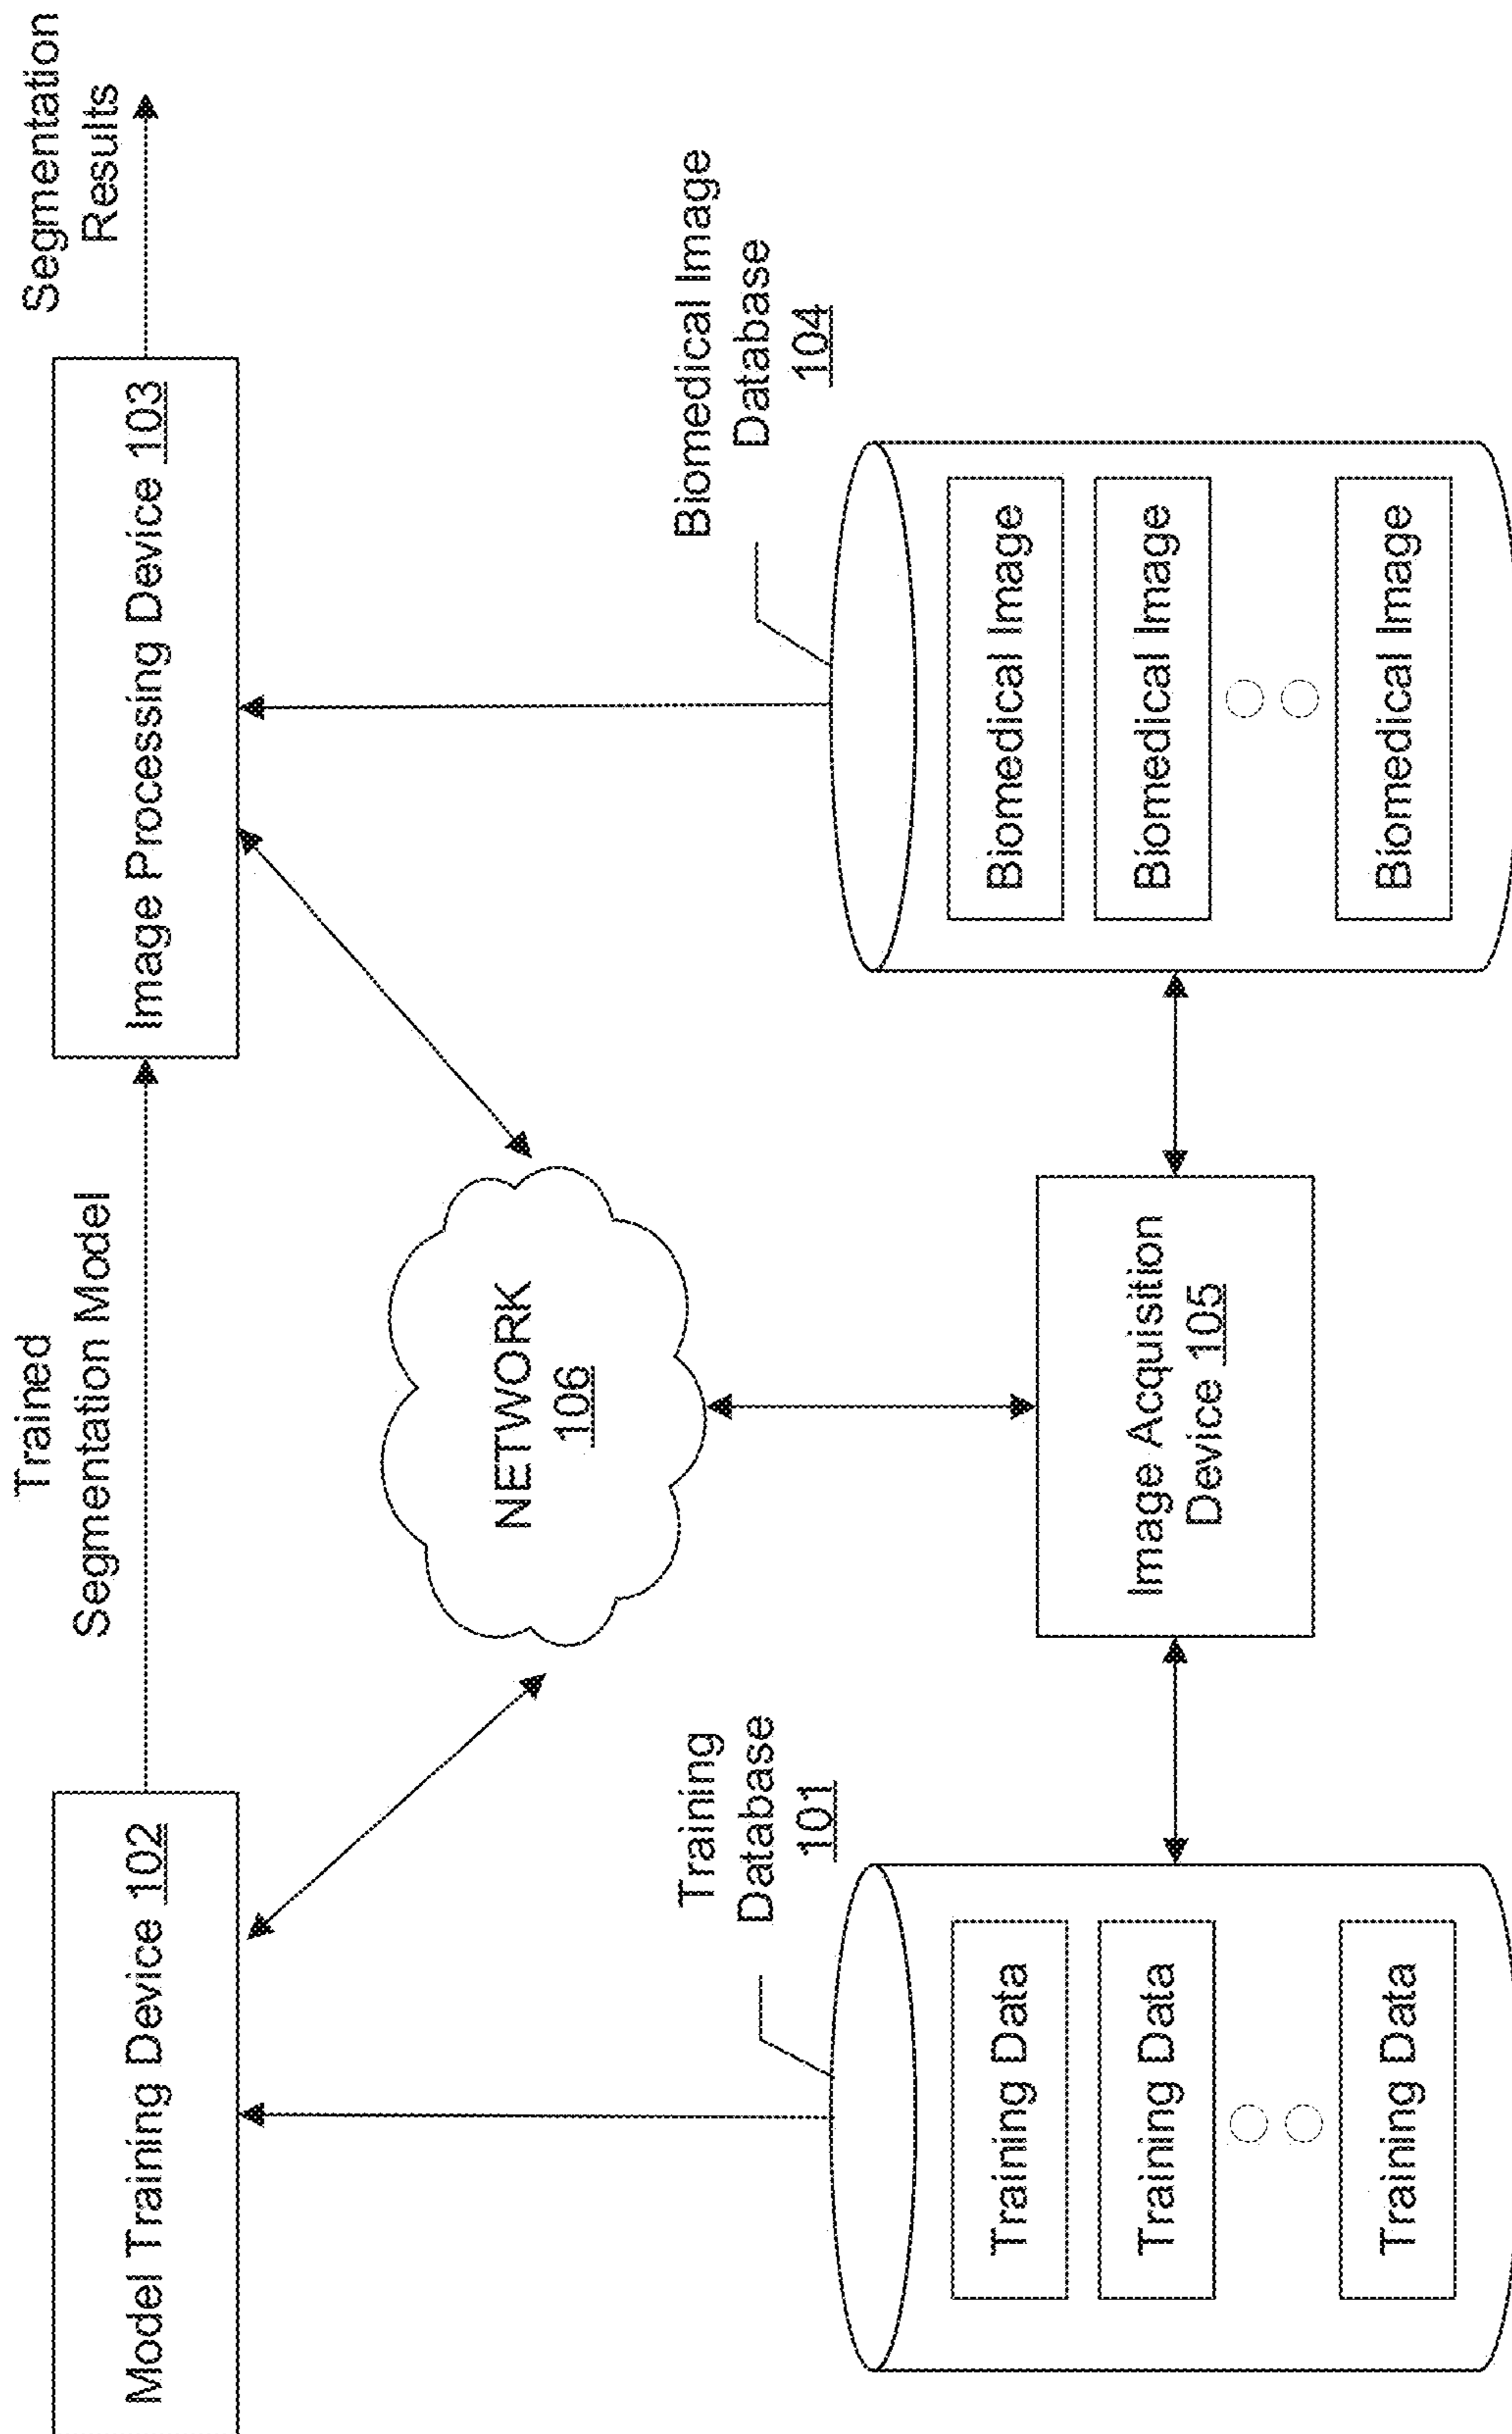 Trained
Segmentation Model
Segmentation
Results
Model Training Device 102
Image Processing Device 103
NETWORK
106
Training
Database
101
Biomedical Image
Database
104
Training Data
Training Data
Training Data
Image Acquisition
Device 105
Biomedical Image
Biomedical Image
Biomedical Image